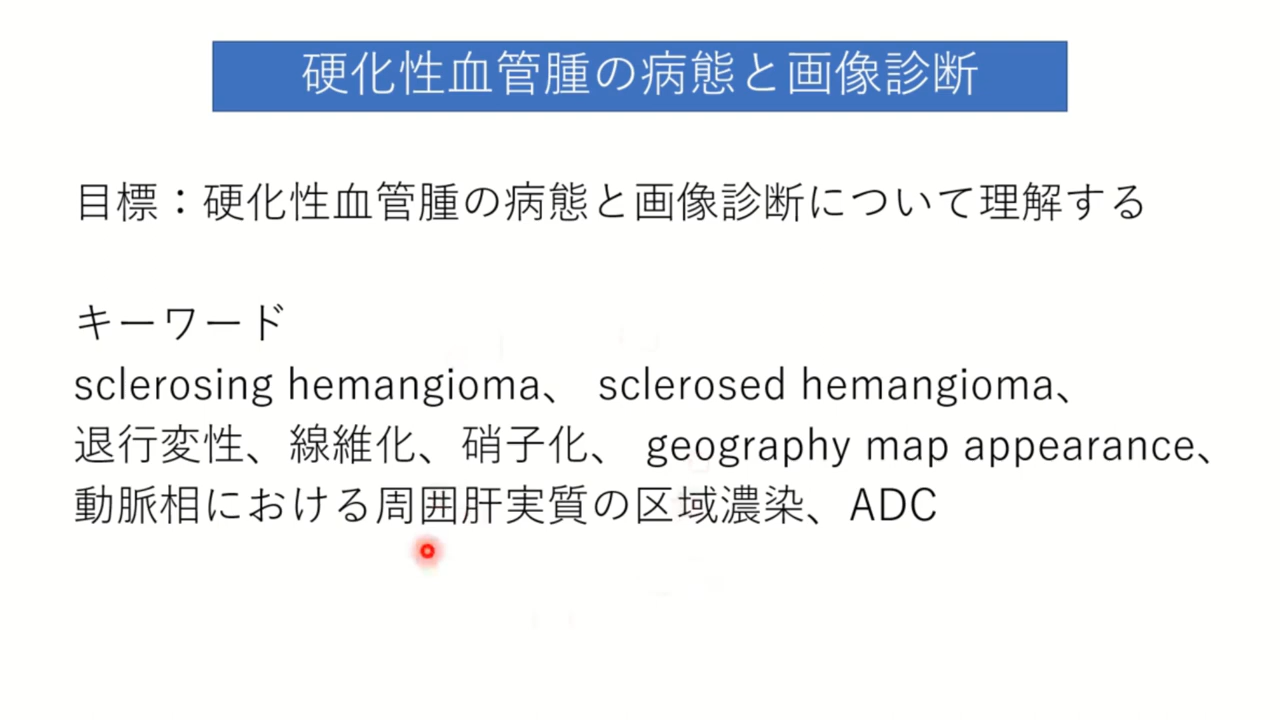 硬化性血管腫の病態と画像診断
目標：硬化性血管腫の病態と画像診断について理解する
キーワード
sclerosing hemangioma、 sclerosed hemangioma、
退行変性、線維化、硝子化、 geography map appearance、
動脈相における周囲肝実質の区域濃染、ADC